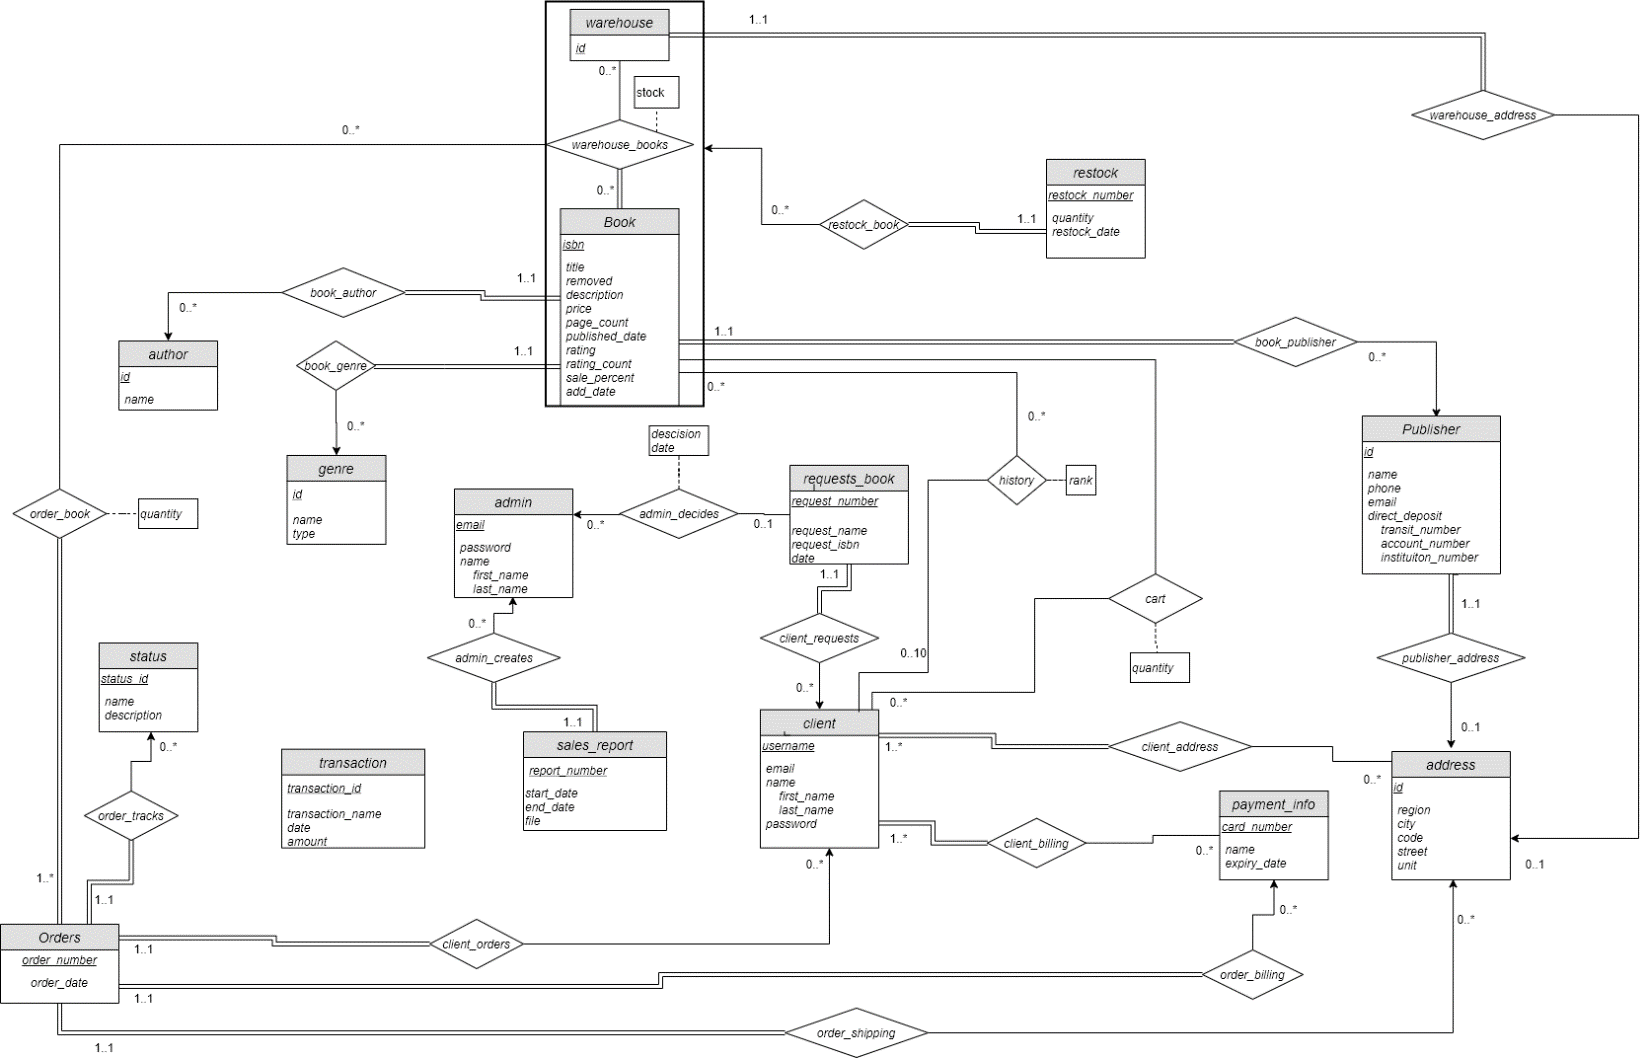 warehouse
id
1..1
0..*
stock
warehouse_address
0..*
warehouse_books
restock
restock_number
quantity
restock_date
0..*
0..*
1..1
restock_book
Book
isbn
title
removed
description
price
page_count
published_date
rating
rating_count
sale_percent
add_date
1..1
book_author
0..*
1..1
book_publisher
0..*
author
id
name
1..1
book_genre
0..*
0..*
0..*
Publisher
id
name
phone
email
direct_deposit
transit_number
account_number
instituiton_number
descision
date
genre
id
name
type
admin
email
password
name
first_name
last_name
0..*
admin_decides
0..1
requests_book
request_number
request_name
request_isbn
date
history
rank
order_book
quantity
1..1
1..1
client_requests
cart
0..*
admin_creates
0..10
quantity
publisher_address
status
status_id
name
description
0..*
0..*
0..*
1..1
0..1
client
username
email
name
first_name
last_name
password
1..*
client_address
0..*
address
id
region
city
code
street
unit
sales_report
report_number
start_date
end_date
file
transaction
transaction_id
transaction_name
date
amount
order_tracks
payment_info
card_number
name
expiry_date
1..*
client_billing
0..*
0..*
0..1
1..*
1..1
0..*
0..*
Orders
order_number
order_date
1..1
client_orders
1..1
order_billing
1..1
order_shipping